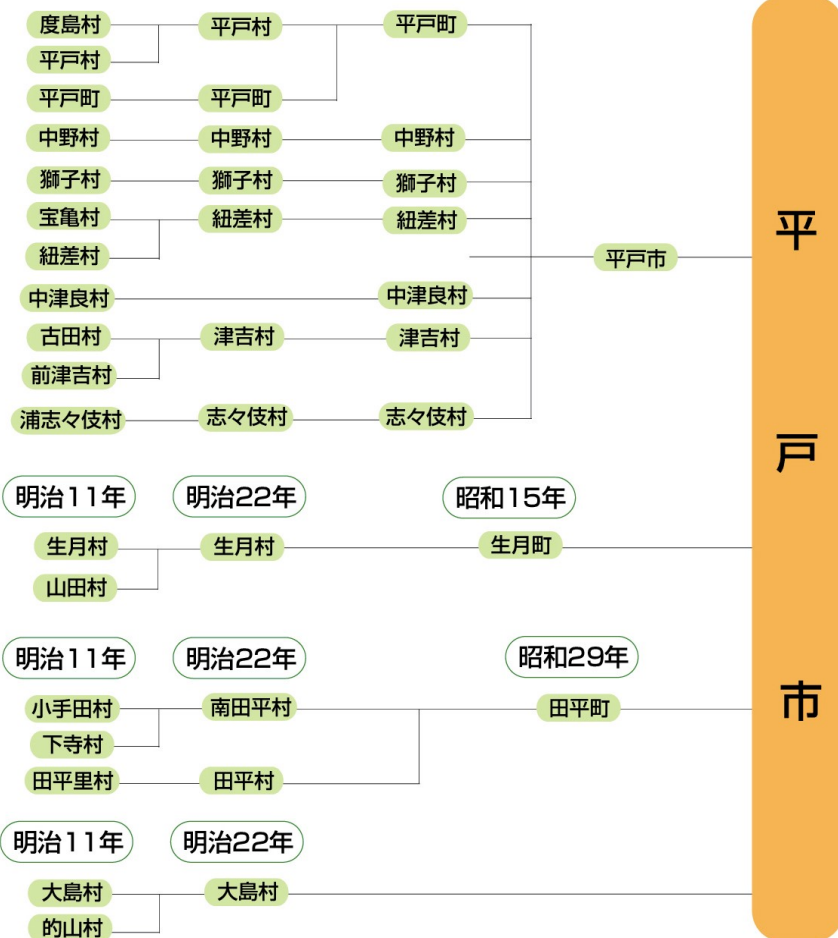 度島村 平戸村 平戸町
平戸村
平戸町 平戸町
中野村 中野村 中野村
獅子村 獅子村 獅子村
宝亀村 紐差村 紐差村
紐差村
平戸市
中津良村 中津良村
古田村 津吉村 津吉村
前津吉村
浦志々伎村 志々伎村 志々伎村
明治11年 明治22年 昭和15年
生月村 生月村 生月町
山田村
明治11年 明治22年 昭和29年
小手田村 南田平村 田平町
下寺村
田平里村 田平村
明治11年 明治22年
大島村 大島村
的山村
平戸市